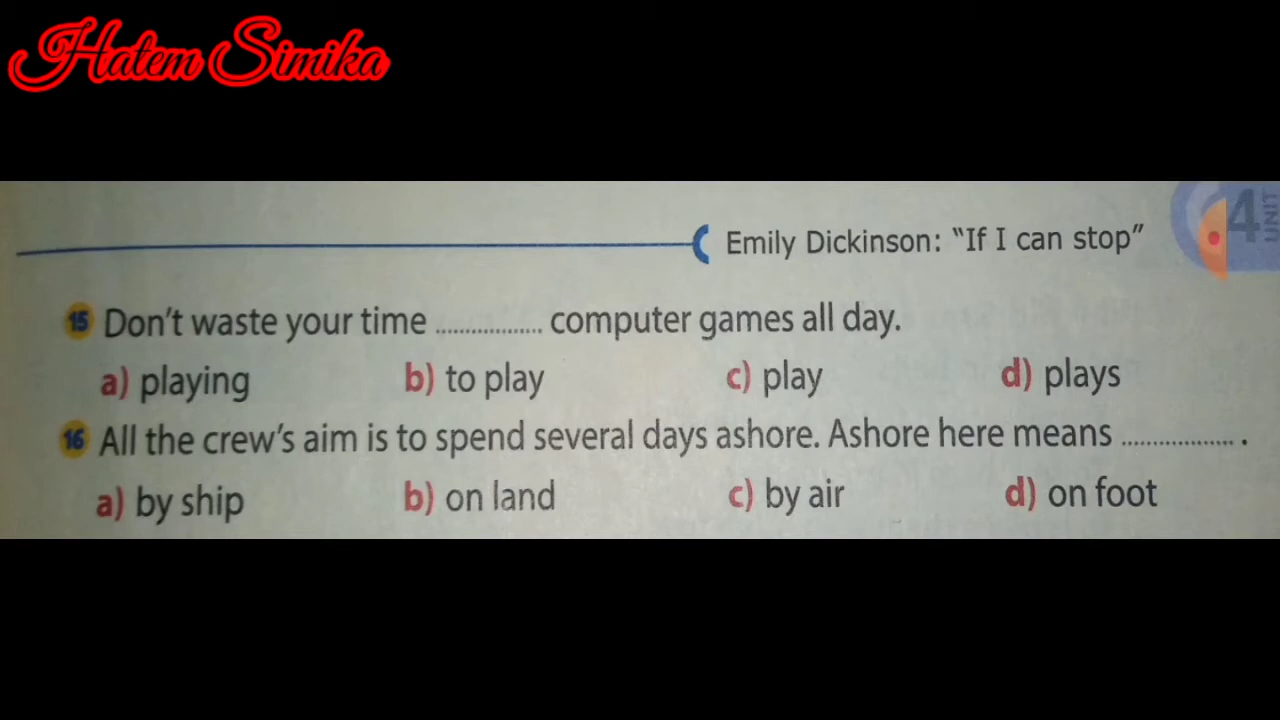 Hatem Simika
Emily Dickinson: “If I can stop”
4 UNIT
15 Don't waste your time .................. computer games all day.
a) playing b) to play c) play d) plays
16 All the crew's aim is to spend several days ashore. Ashore here means .................. .
a) by ship b) on land c) by air d) on foot